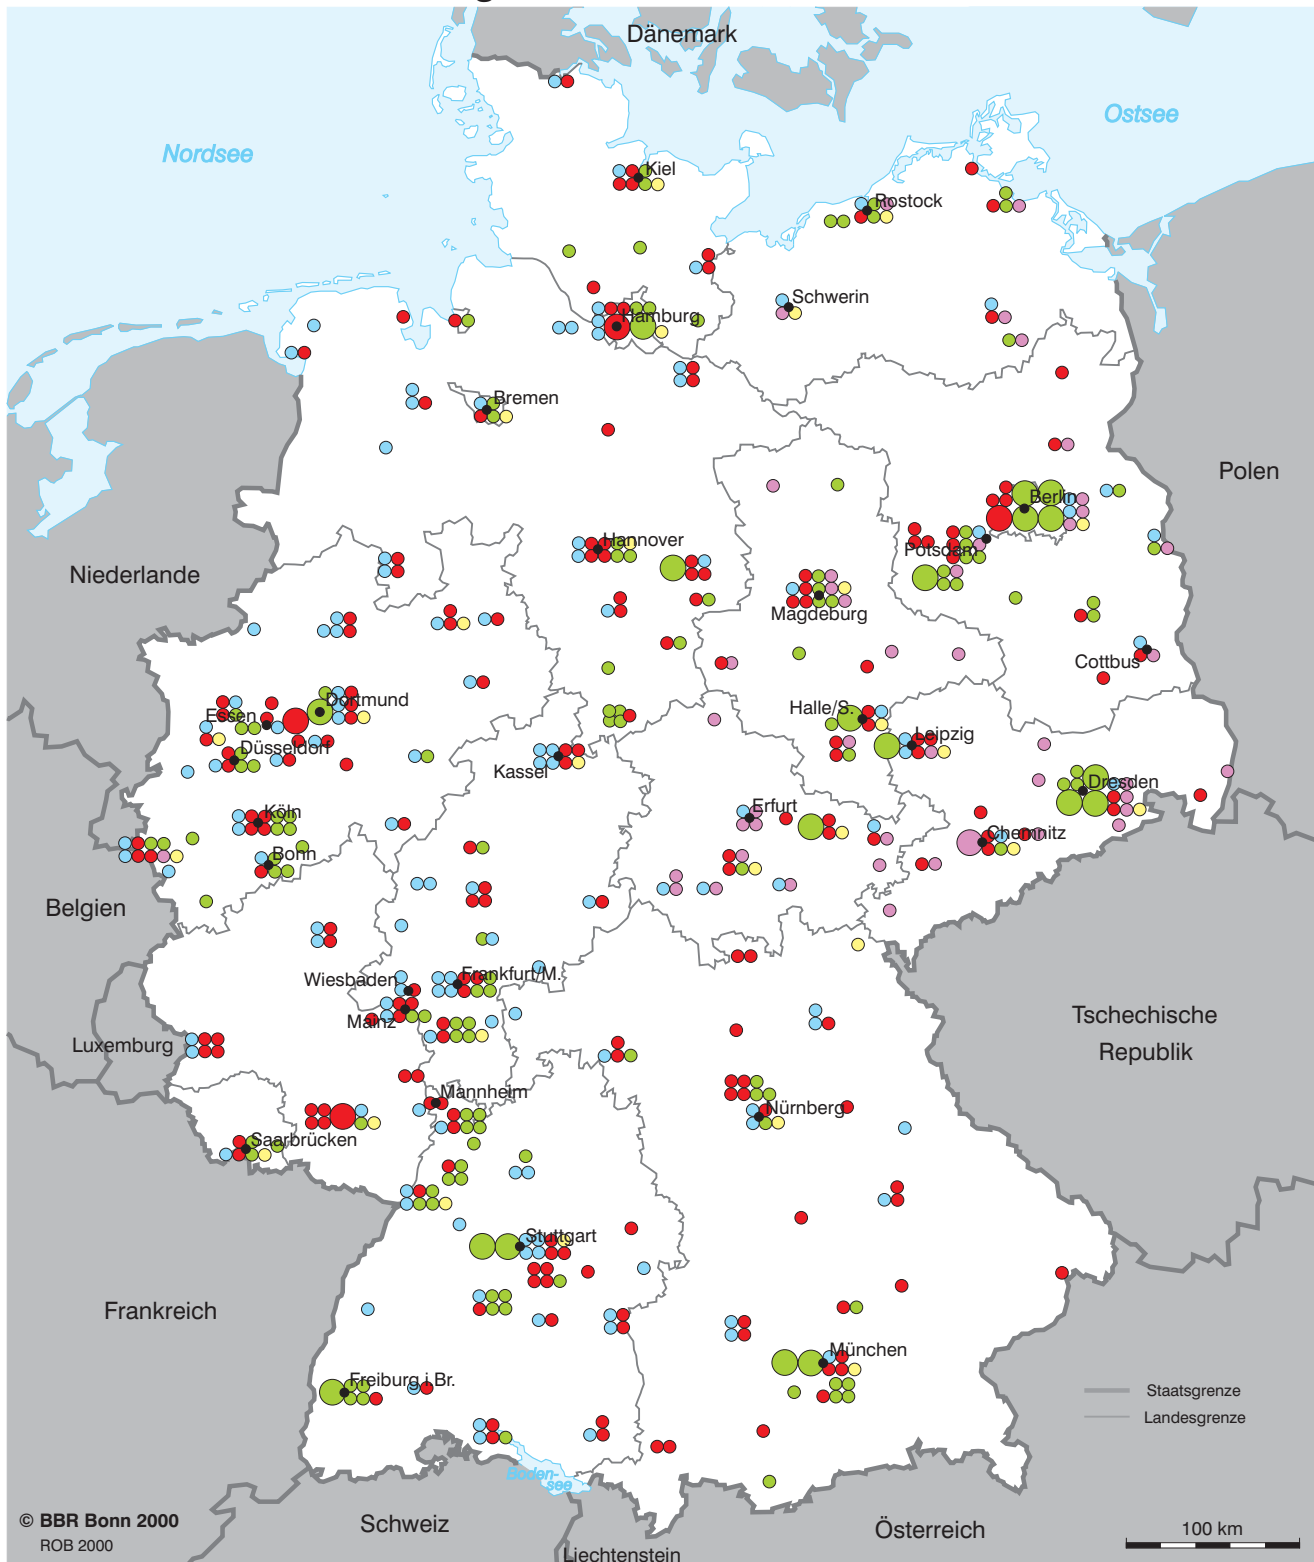 Dänemark
Ostsee
Nordsee
Kiel
Rostock
Schwerin
Hamburg
Bremen
Polen
Berlin
Hannover
Potsdam
Niederlande
Magdeburg
Cottbus
Dortmund
Essen
Halle/S.
Leipzig
Düsseldorf
Kassel
Dresden
Köln
Erfurt
Chemnitz
Bonn
Belgien
Wiesbaden
Frankfurt/M.
Mainz
Tschechische
Republik
Luxemburg
Mannheim
Nürnberg
Saarbrücken
Stuttgart
Frankreich
München
Freiburg i Br.
Staatsgrenze
Landesgrenze
Boden-
see
© BBR Bonn 2000
ROB 2000
Schweiz
Österreich
100 km
Liechtenstein